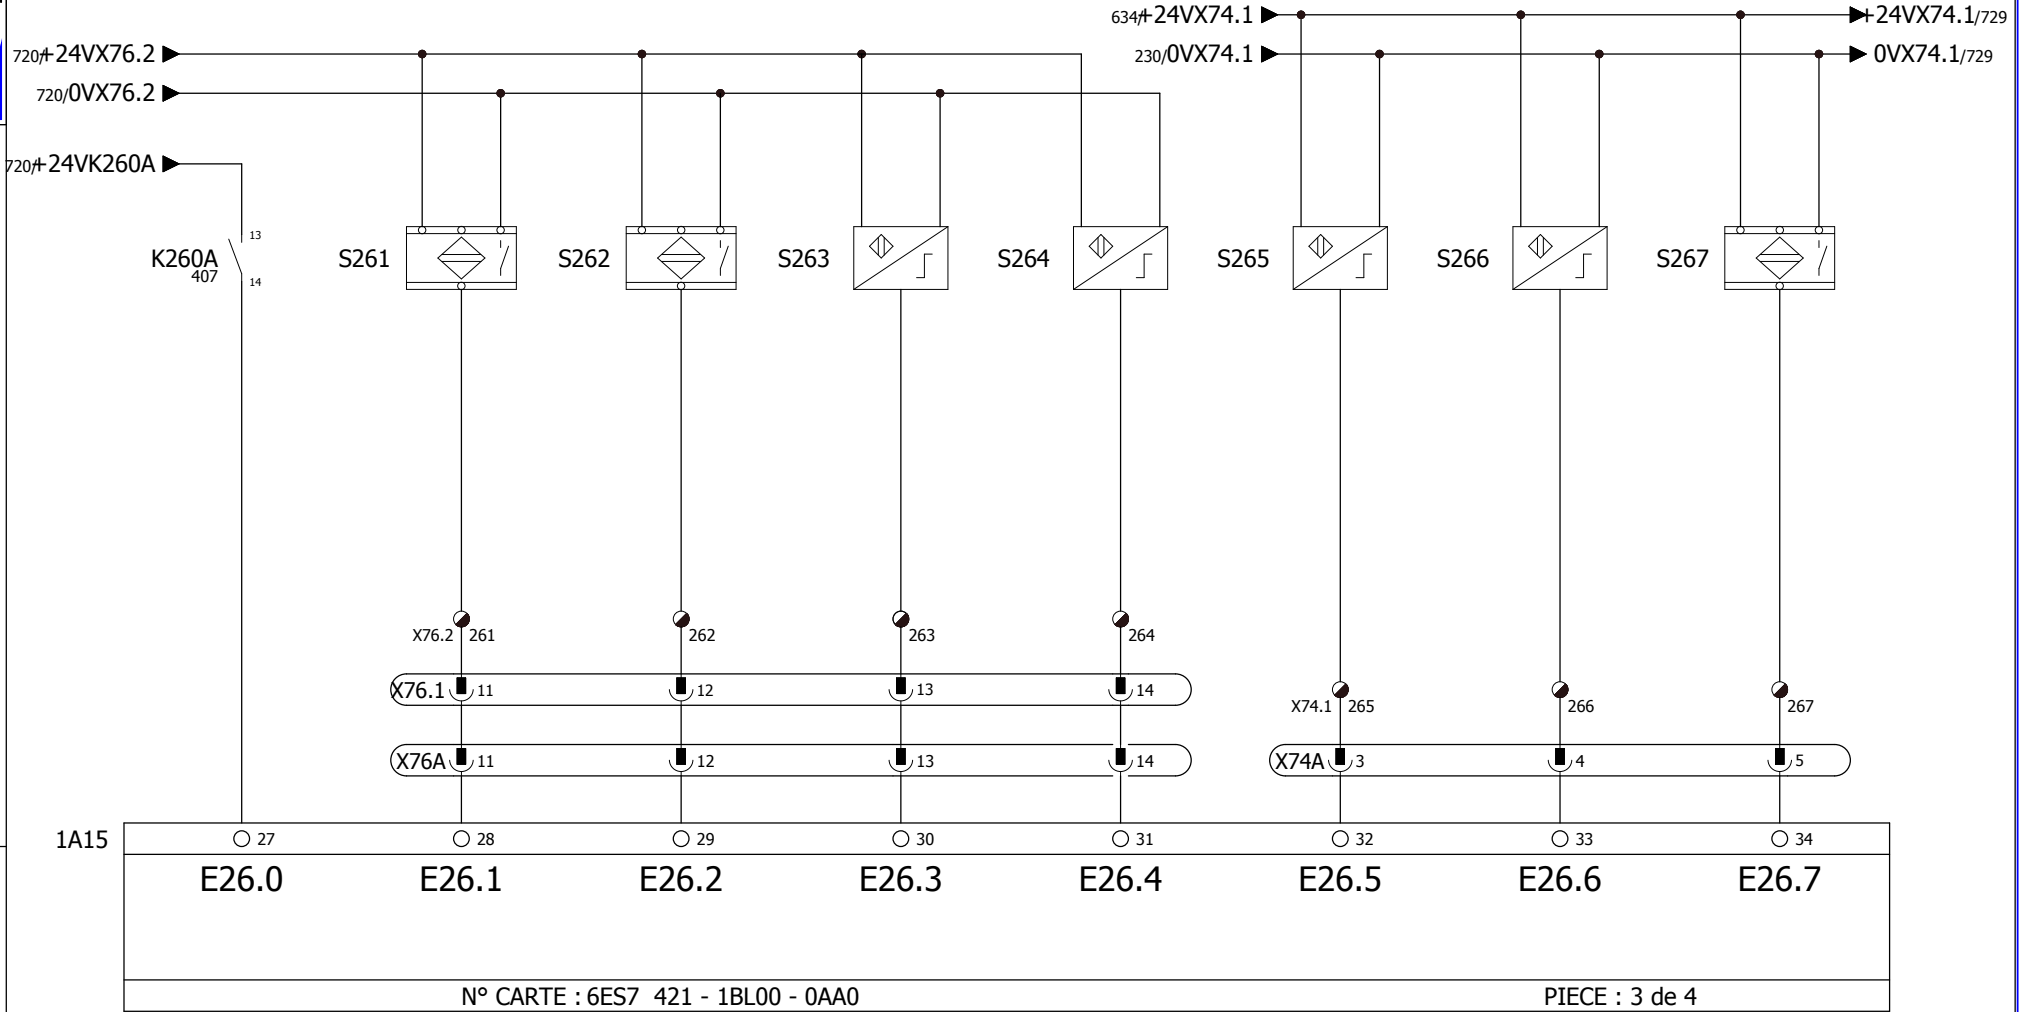 634/+24VX74.1 +24VX74.1/729
720/+24VX76.2 230/0VX74.1 0VX74.1/729
720/0VX76.2
720/+24VK260A
13
K260A S261 S262 S263 S264 S265 S266 S267
407
14
X76.2 261 262 263 264
X76.1 11 12 13 14
X74.1 265 266 267
X76A 11 12 13 14 X74A 3 4 5
1A15 27 28 29 30 31 32 33 34
E26.0 E26.1 E26.2 E26.3 E26.4 E26.5 E26.6 E26.7
N° CARTE : 6ES7 421 - 1BL00 - 0AA0 PIECE : 3 de 4